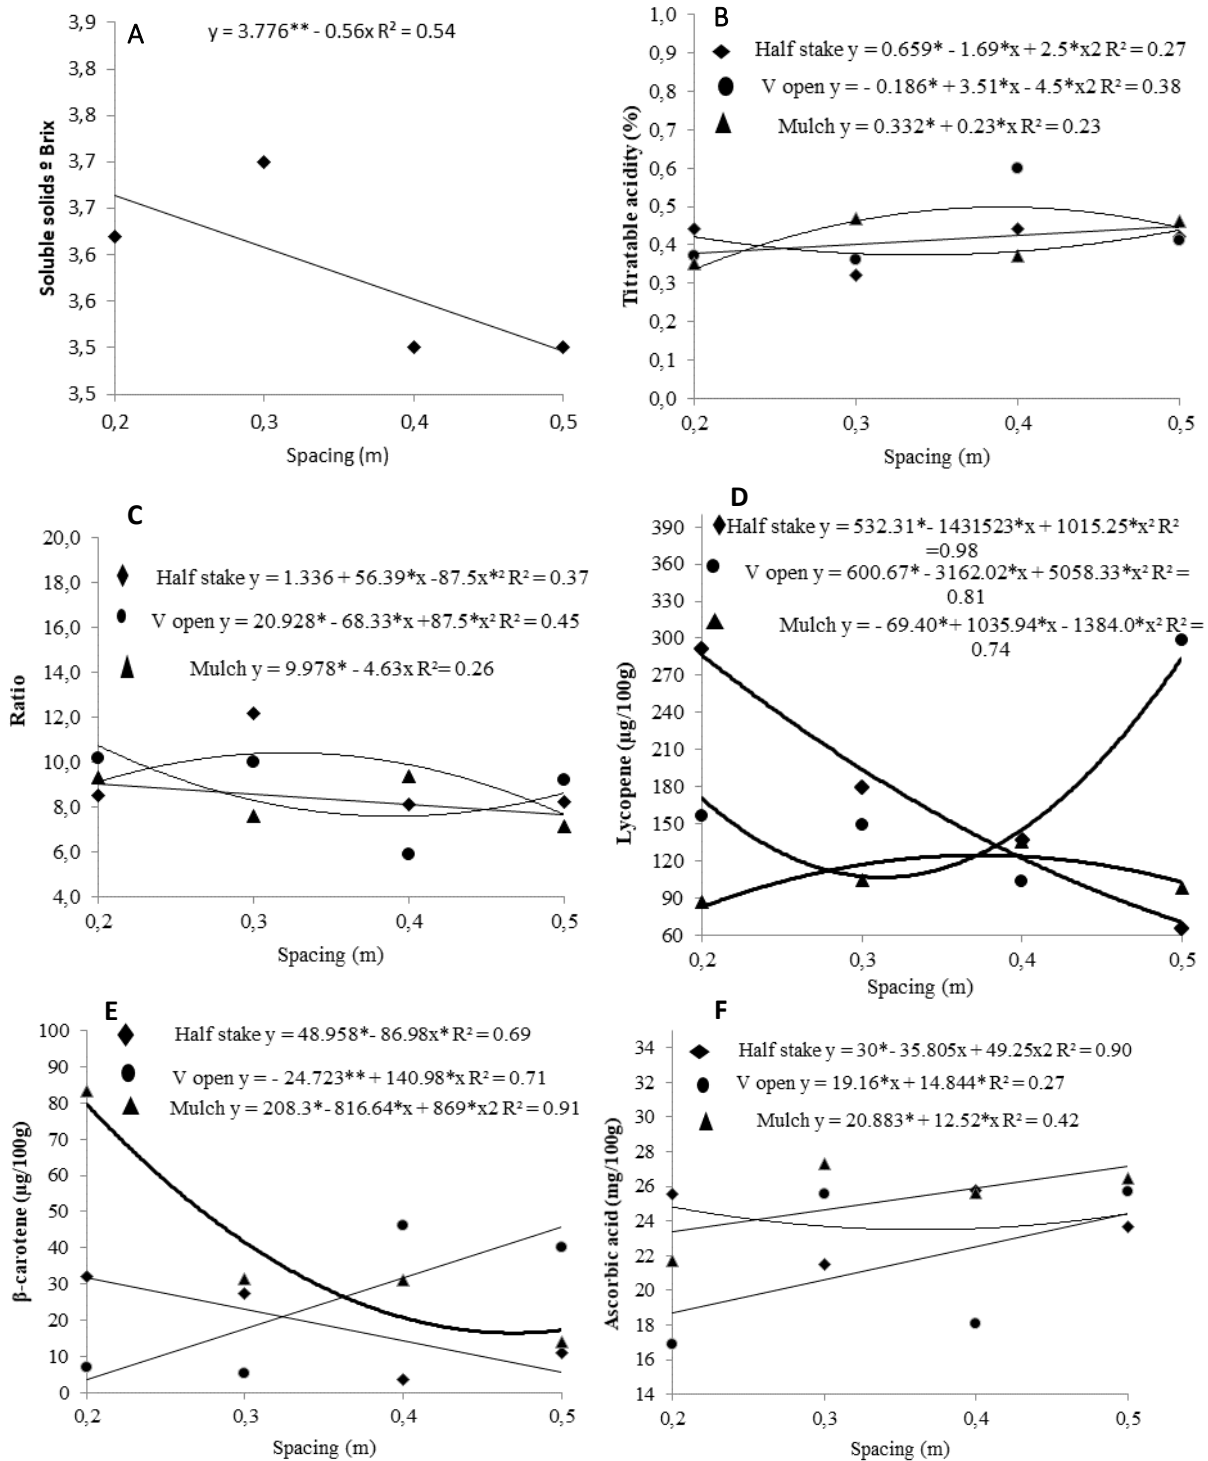 A
y = 3.776** - 0.56x R² = 0.54
3,9
3,8
3,8
3,7
3,7
3,6
3,6
3,5
3,5
Soluble solids º Brix
0,2 0,3 0,4 0,5
Spacing (m)
B
Half stake y = 0.659* - 1.69*x + 2.5*x2 R² = 0.27
V open y = - 0.186* + 3.51*x - 4.5*x2 R² = 0.38
Mulch y = 0.332* + 0.23*x R² = 0.23
1,0
0,9
0,8
0,7
0,6
0,5
0,4
0,3
0,2
0,1
0,0
Titratable acidity (%)
0,2 0,3 0,4 0,5
Spacing (m)
C
Half stake y = 1.336 + 56.39*x -87.5x*² R² = 0.37
V open y = 20.928* - 68.33*x +87.5*x² R² = 0.45
Mulch y = 9.978* - 4.63x R²= 0.26
20,0
18,0
16,0
14,0
12,0
10,0
8,0
6,0
4,0
Ratio
0,2 0,3 0,4 0,5
Spacing (m)
D
Half stake y = 532.31*- 1431523*x + 1015.25*x² R²
=0.98
V open y = 600.67* - 3162.02*x + 5058.33*x² R² =
0.81
Mulch y = - 69.40*+ 1035.94*x - 1384.0*x² R² =
0.74
390
360
330
300
270
240
210
180
150
120
90
60
Lycopene (µg/100g)
0,2 0,3 0,4 0,5
Spacing (m)
E
Half stake y = 48.958*- 86.98x* R² = 0.69
V open y = - 24.723** + 140.98*x R² = 0.71
Mulch y = 208.3*-816.64*x + 869*x2 R² = 0.91
100
90
80
70
60
50
40
30
20
10
0
β-carotene (µg/100g)
0,2 0,3 0,4 0,5
Spacing (m)
F
Half stake y = 30*- 35.805x + 49.25x2 R² = 0.90
V open y = 19.16*x + 14.844* R² = 0.27
Mulch y = 20.883* + 12.52*x R² = 0.42
34
32
30
28
26
24
22
20
18
16
14
Ascorbic acid (mg/100g)
0,2 0,3 0,4 0,5
Spacing (m)